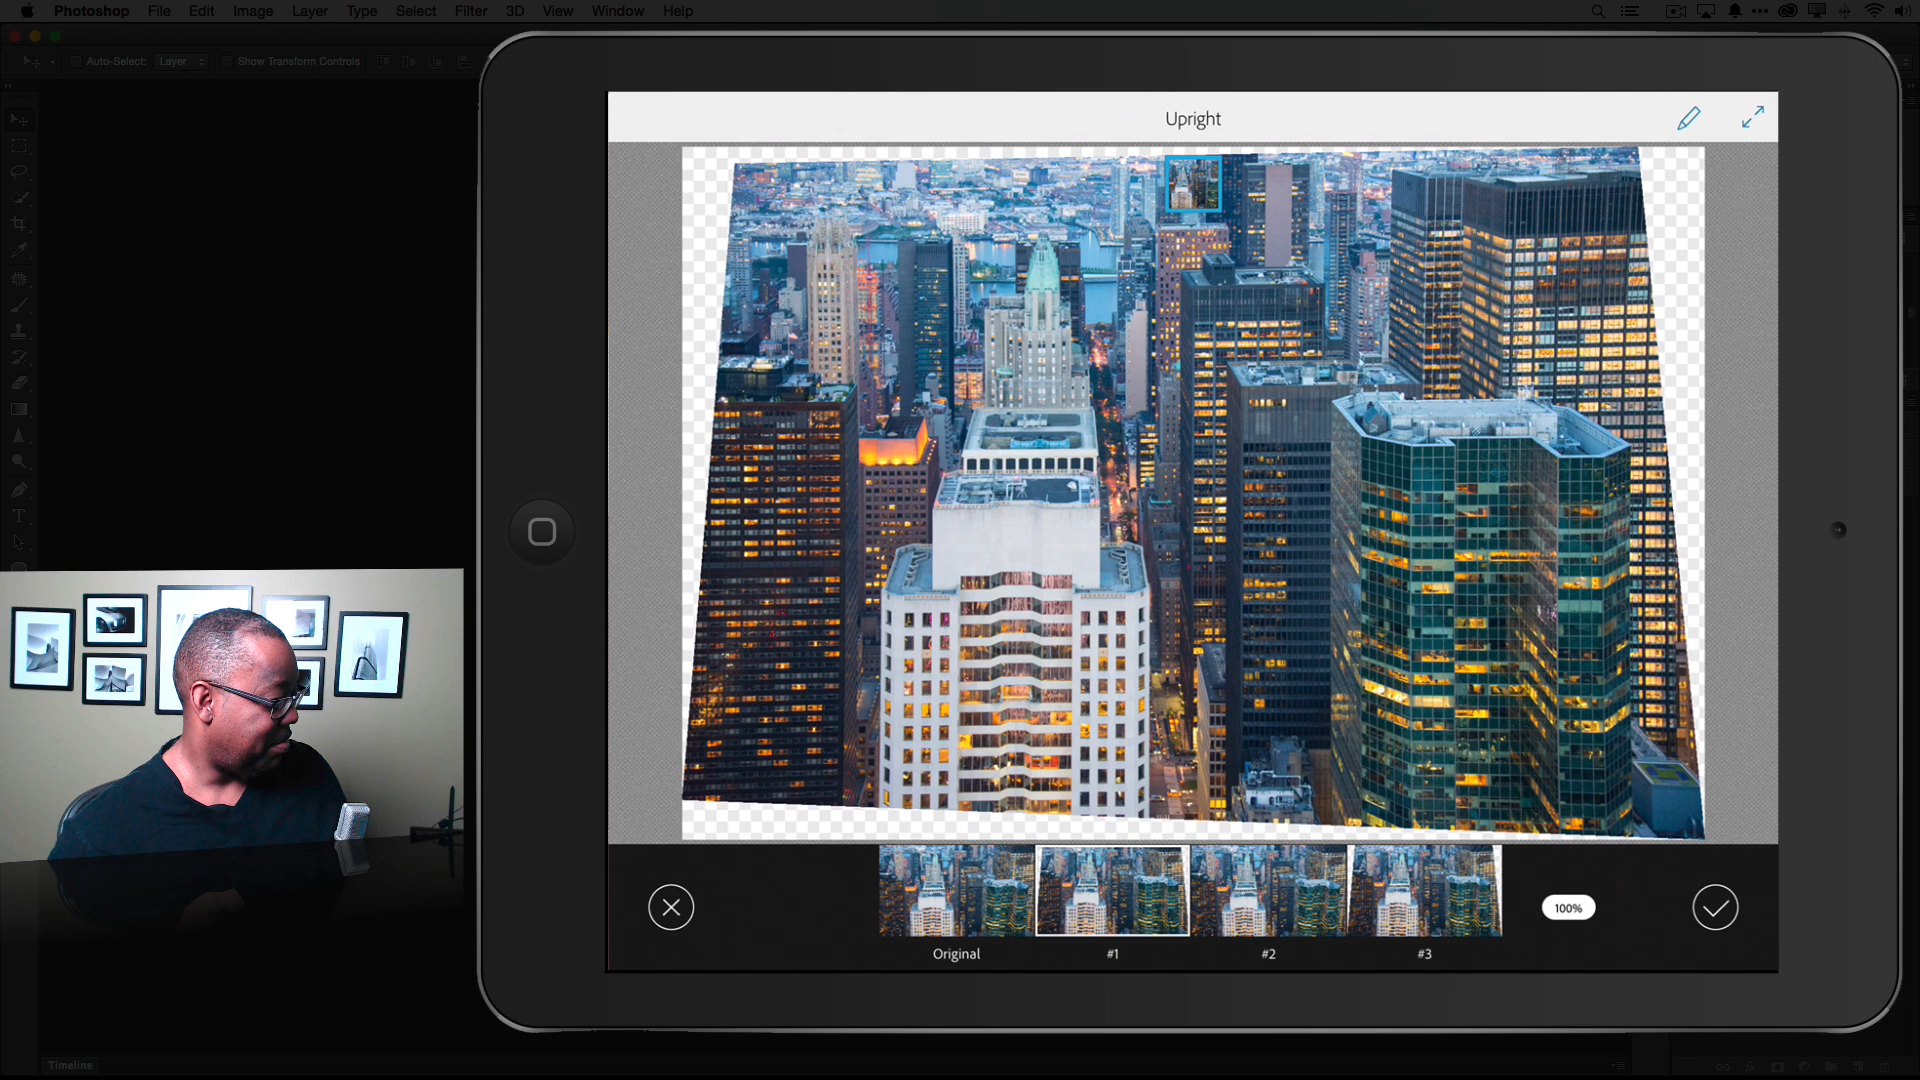 Photoshop File Edit Image Layer Type Select Filter 3D View Window Help
Auto-Select: Layer Show Transform Controls
Upright
100%
Original #1 #2 #3
Timeline